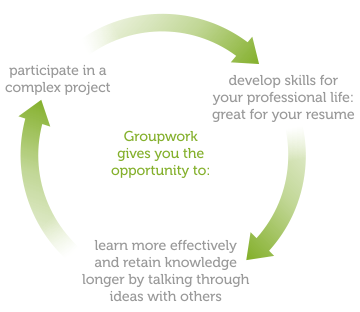 participate in a
complex project
develop skills for
your professional life:
great for your resume
Groupwork
gives you the
opportunity to:
learn more effectively
and retain knowledge
longer by talking through
ideas with others